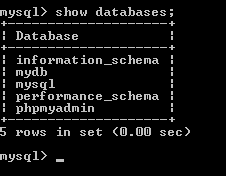 mysql> show databases;
+--------------------+
| Database           |
+--------------------+
| information_schema |
| mydb               |
| mysql              |
| performance_schema |
| phpmyadmin         |
+--------------------+
5 rows in set (0.00 sec)
mysql> _